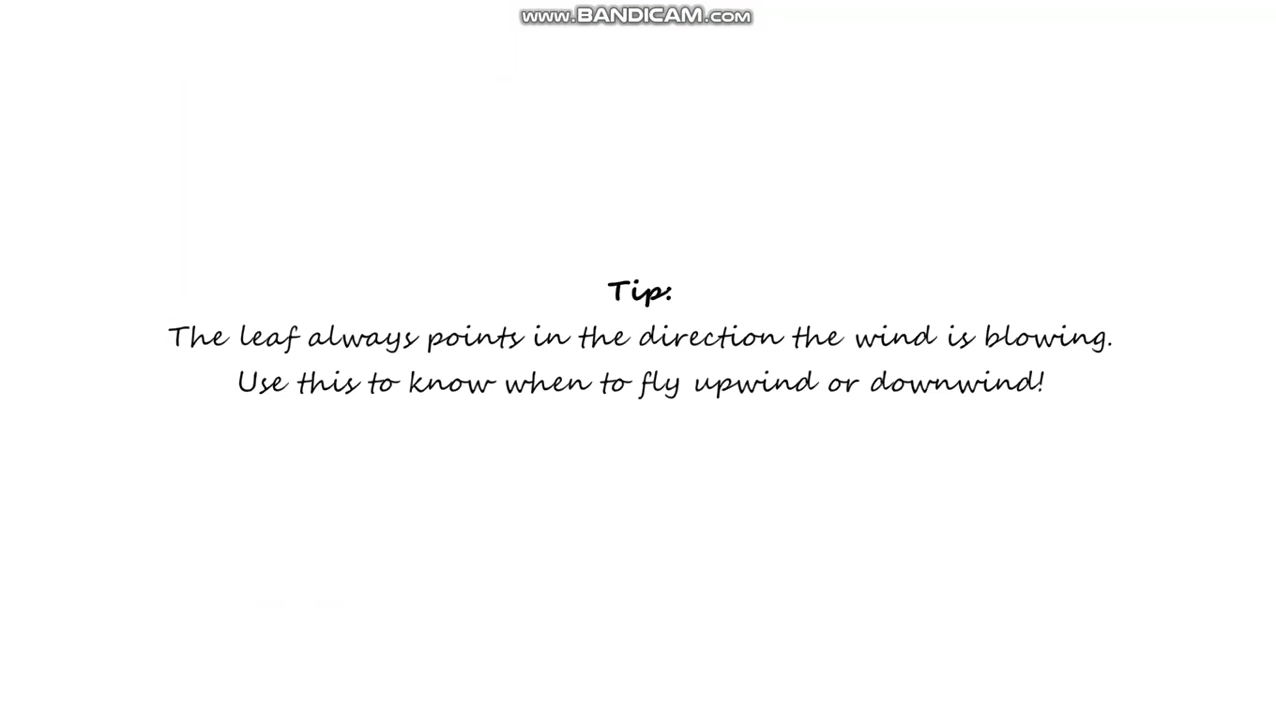 www.BANDICAM.com
Tip:
The leaf always points in the direction the wind is blowing.
Use this to know when to fly upwind or downwind!